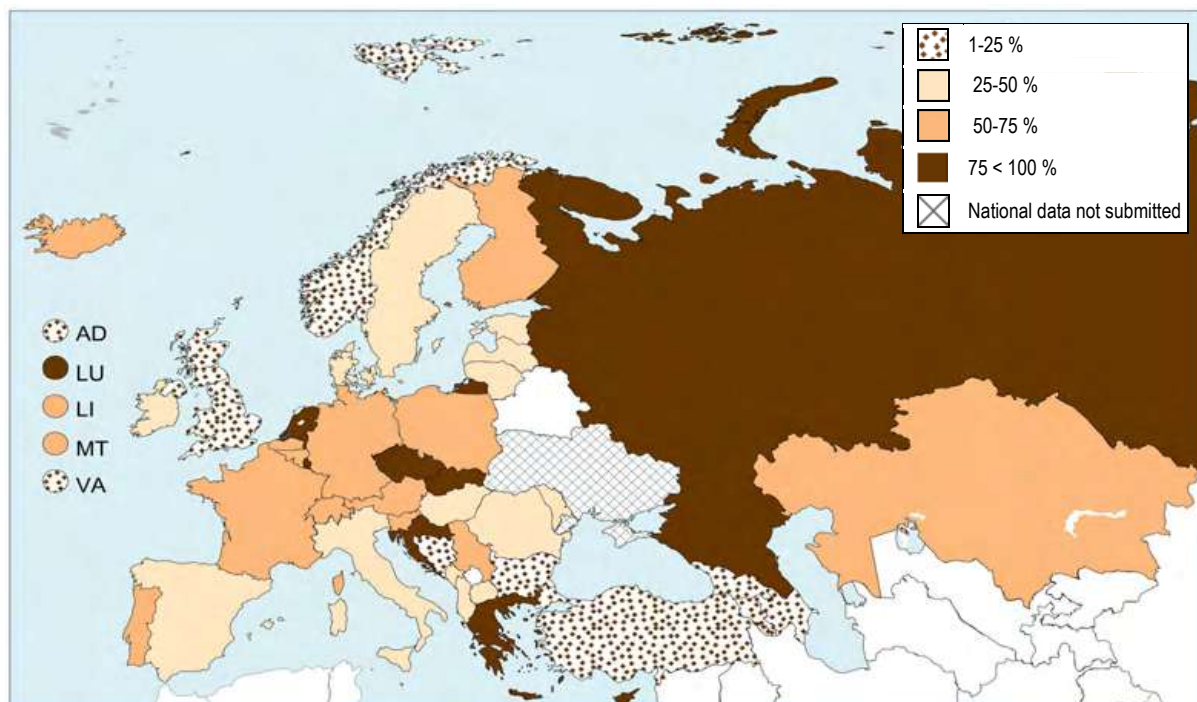 1-25 %
25-50 %
50-75 %
75 < 100 %
National data not submitted
AD
LU
LI
MT
VA